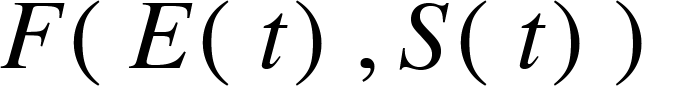 F( E( t) , S( t) )